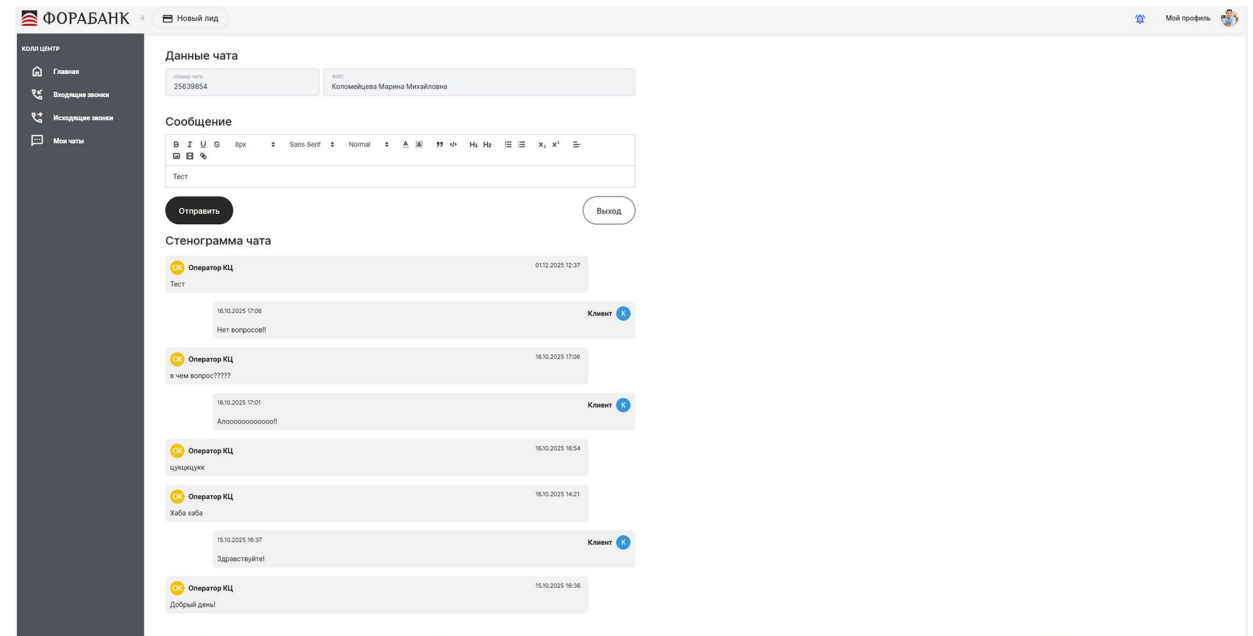 ФОРАБАНК
Новый лид
Мой профиль
КОЛЛ ЦЕНТР
Главная
Входящие звонки
Исходящие звонки
Мои чаты
Данные чата
Номер чата
25639854
ФИО
Коломейцева Марина Михайловна
Сообщение
B I U S 8px Sans Serif Normal A A H1 H2 x₂ x²
Тест
Отправить
Выход
Стенограмма чата
ОК Оператор КЦ 01.12.2025 12:37
Тест
16.10.2025 17:06
Клиент К
Нет вопросов!!
ОК Оператор КЦ 16.10.2025 17:06
в чем вопрос?????
16.10.2025 17:01
Клиент К
Алоооооооооооо!!
ОК Оператор КЦ 16.10.2025 16:54
цукцкцукк
ОК Оператор КЦ 16.10.2025 14:21
Хаба хаба
15.10.2025 16:37
Клиент К
Здравствуйте!
ОК Оператор КЦ 15.10.2025 16:36
Добрый день!